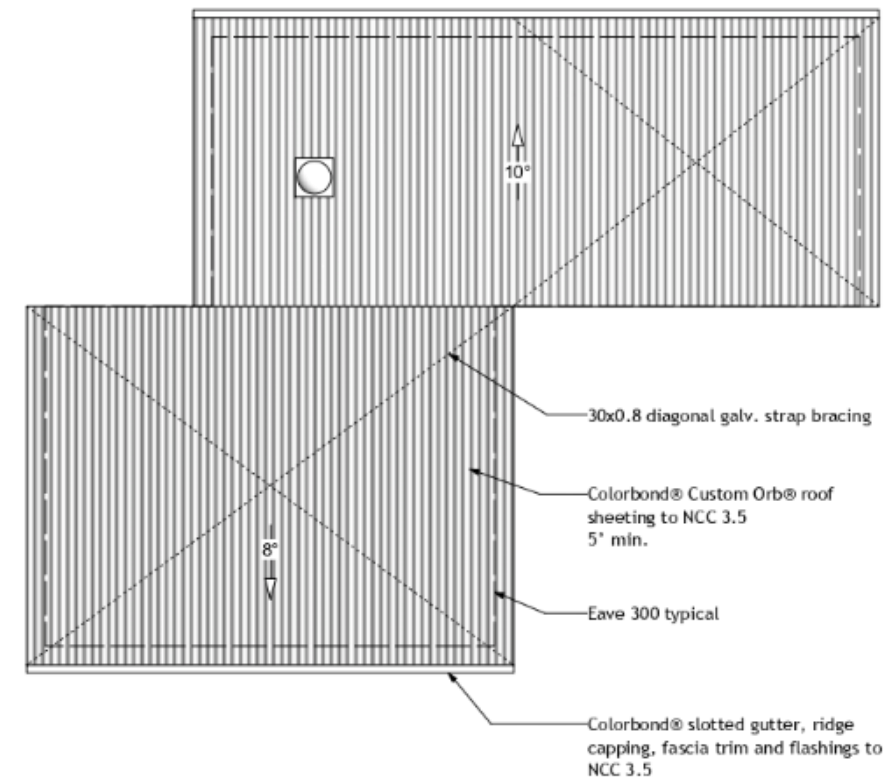 10°
30x0.8 diagonal galv. strap bracing
Colorbond® Custom Orb® roof
sheeting to NCC 3.5
5° min.
8°
Eave 300 typical
Colorbond® slotted gutter, ridge
capping, fascia trim and flashings to
NCC 3.5